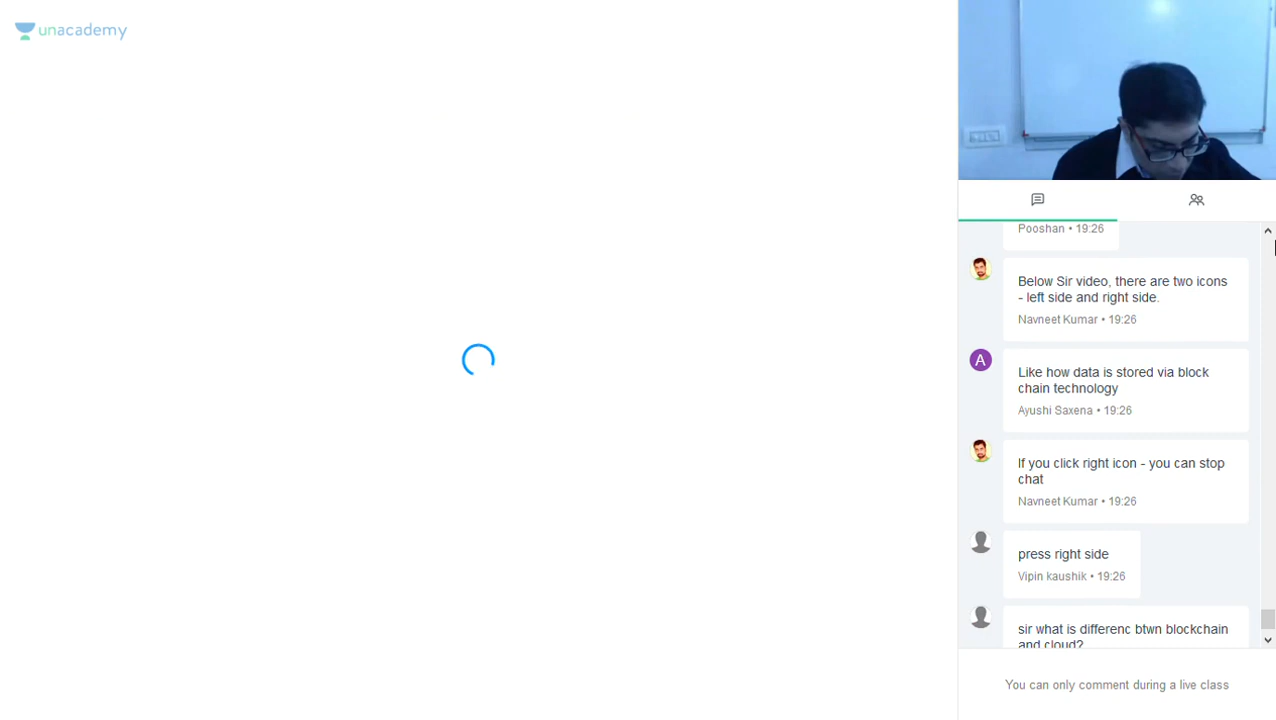 unacademy
Pooshan • 19:26
Below Sir video, there are two icons
- left side and right side.
Navneet Kumar • 19:26
A
Like how data is stored via block
chain technology
Ayushi Saxena • 19:26
If you click right icon - you can stop
chat
Navneet Kumar • 19:26
press right side
Vipin kaushik • 19:26
sir what is differenc btwn blockchain
and cloud?
You can only comment during a live class